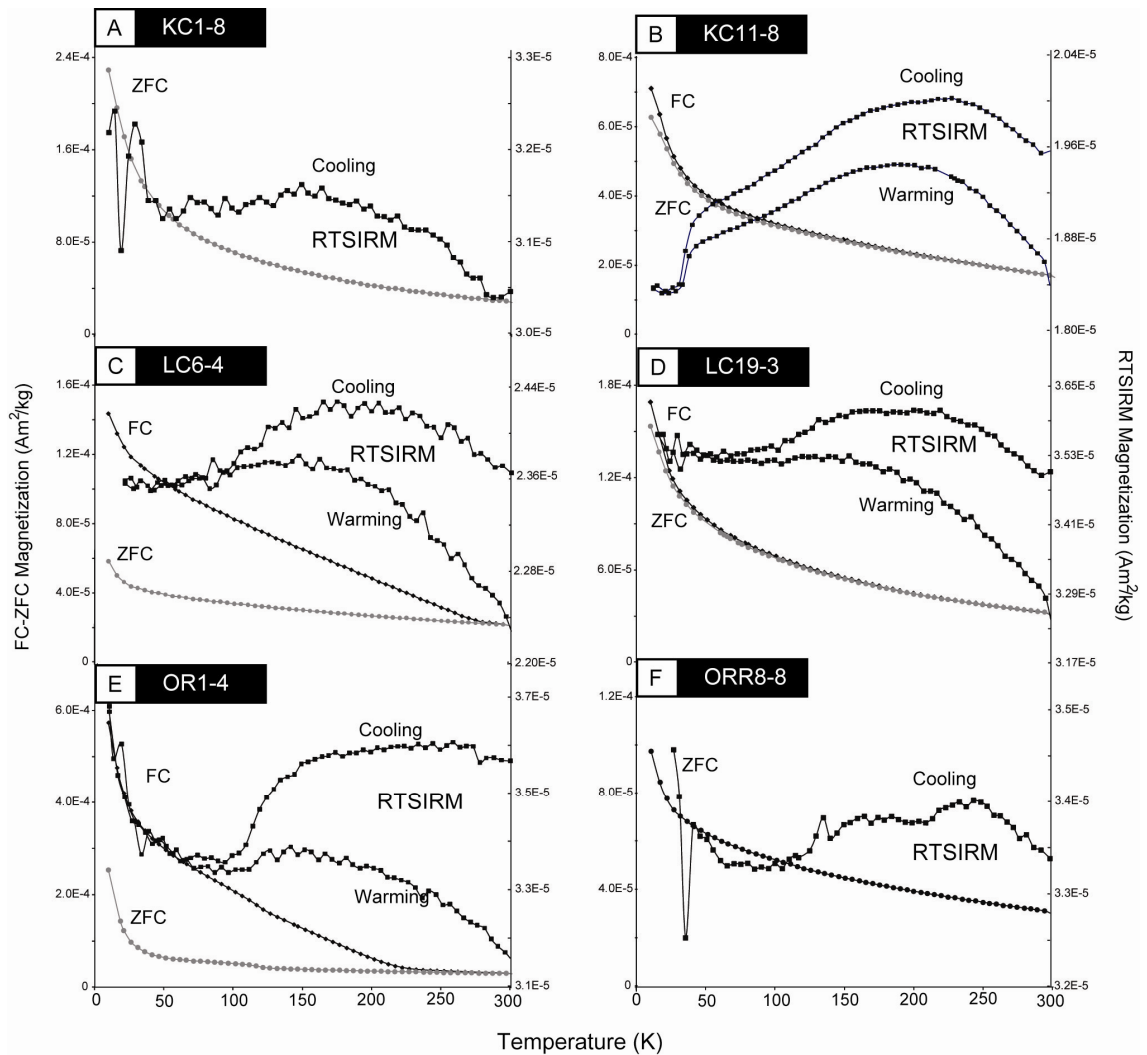 A KC1-8
2.4E-4
1.6E-4
8.0E-5
0
3.3E-5
3.2E-5
3.1E-5
3.0E-5
ZFC
Cooling
RTSIRM
B KC11-8
8.0E-5
6.0E-5
4.0E-5
2.0E-5
0
2.04E-5
1.96E-5
1.88E-5
1.80E-5
FC
ZFC
Cooling
RTSIRM
Warming
C LC6-4
1.6E-4
1.2E-4
8.0E-5
4.0E-5
0
2.44E-5
2.36E-5
2.28E-5
2.20E-5
FC
ZFC
Cooling
RTSIRM
Warming
D LC19-3
1.8E-4
1.2E-4
6.0E-5
0
3.65E-5
3.53E-5
3.41E-5
3.29E-5
3.17E-5
FC
ZFC
Cooling
RTSIRM
Warming
E OR1-4
6.0E-4
4.0E-4
2.0E-4
0
3.7E-5
3.5E-5
3.3E-5
3.1E-5
FC
ZFC
Cooling
RTSIRM
Warming
0 50 100 150 200 250 300
F ORR8-8
1.2E-4
8.0E-5
4.0E-5
0
3.5E-5
3.4E-5
3.3E-5
3.2E-5
ZFC
Cooling
RTSIRM
0 50 100 150 200 250 300
FC-ZFC Magnetization (Am²/kg)
RTSIRM Magnetization (Am²/kg)
Temperature (K)